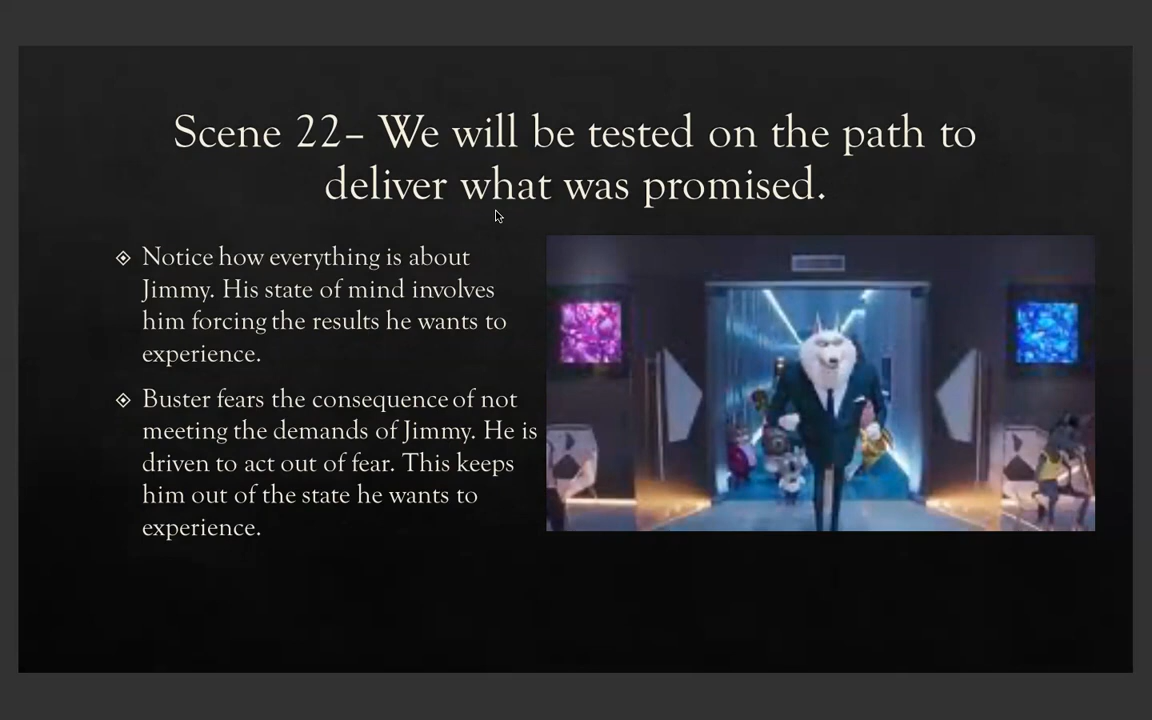 Scene 22– We will be tested on the path to
deliver what was promised.
Notice how everything is about
Jimmy. His state of mind involves
him forcing the results he wants to
experience.
Buster fears the consequence of not
meeting the demands of Jimmy. He is
driven to act out of fear. This keeps
him out of the state he wants to
experience.